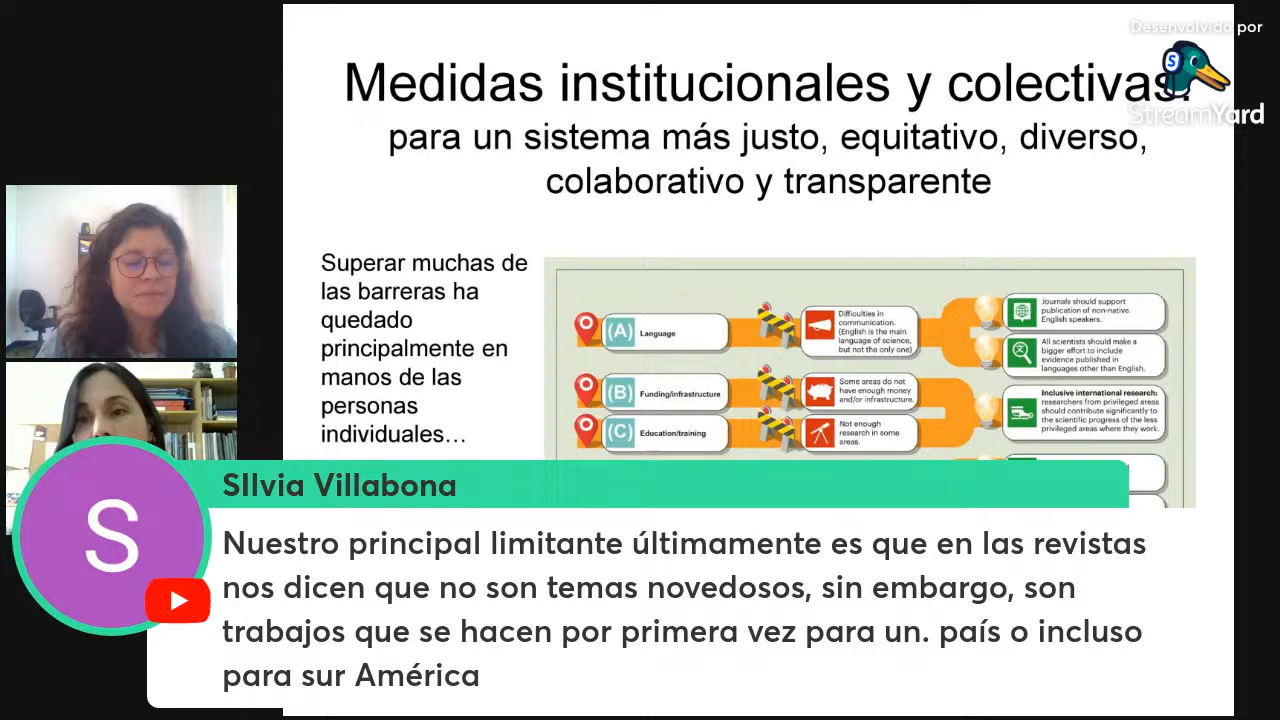 Desenvolvido por
StreamYard
Medidas institucionales y colectivas:
para un sistema más justo, equitativo, diverso,
colaborativo y transparente
Superar muchas de
las barreras ha
quedado
principalmente en
manos de las
personas
individuales…
(A) Language
Difficulties in
communication.
(English is the main
language of science,
but not the only one)
Journals should support
publication of non-native
English speakers.
All scientists should make a
bigger effort to include
evidence published in
languages other than English.
(B) Funding/infrastructure
Some areas do not
have enough money
and/or infrastructure.
(C) Education/training
Not enough
research in some
areas.
Inclusive international research:
researchers from privileged areas
should contribute significantly to
the scientific progress of the less
privileged areas where they work.
S
SIlvia Villabona
Nuestro principal limitante últimamente es que en las revistas
nos dicen que no son temas novedosos, sin embargo, son
trabajos que se hacen por primera vez para un. país o incluso
para sur América